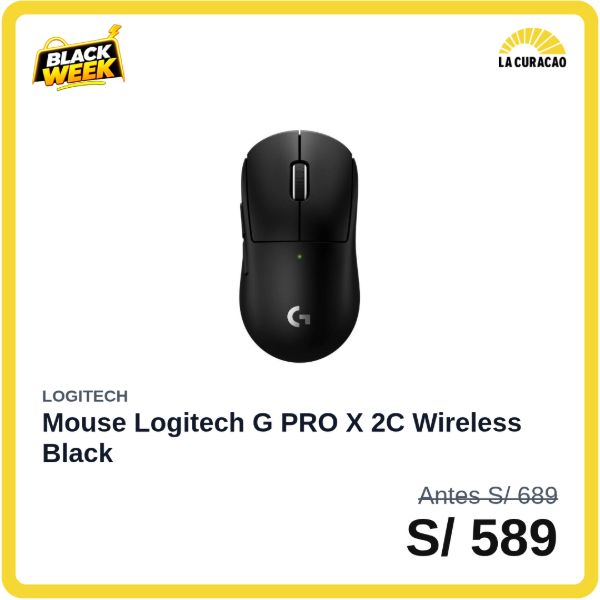 BLACK
WEEK
LA CURACAO
G
LOGITECH
Mouse Logitech G PRO X 2C Wireless
Black
Antes S/ 689
S/ 589